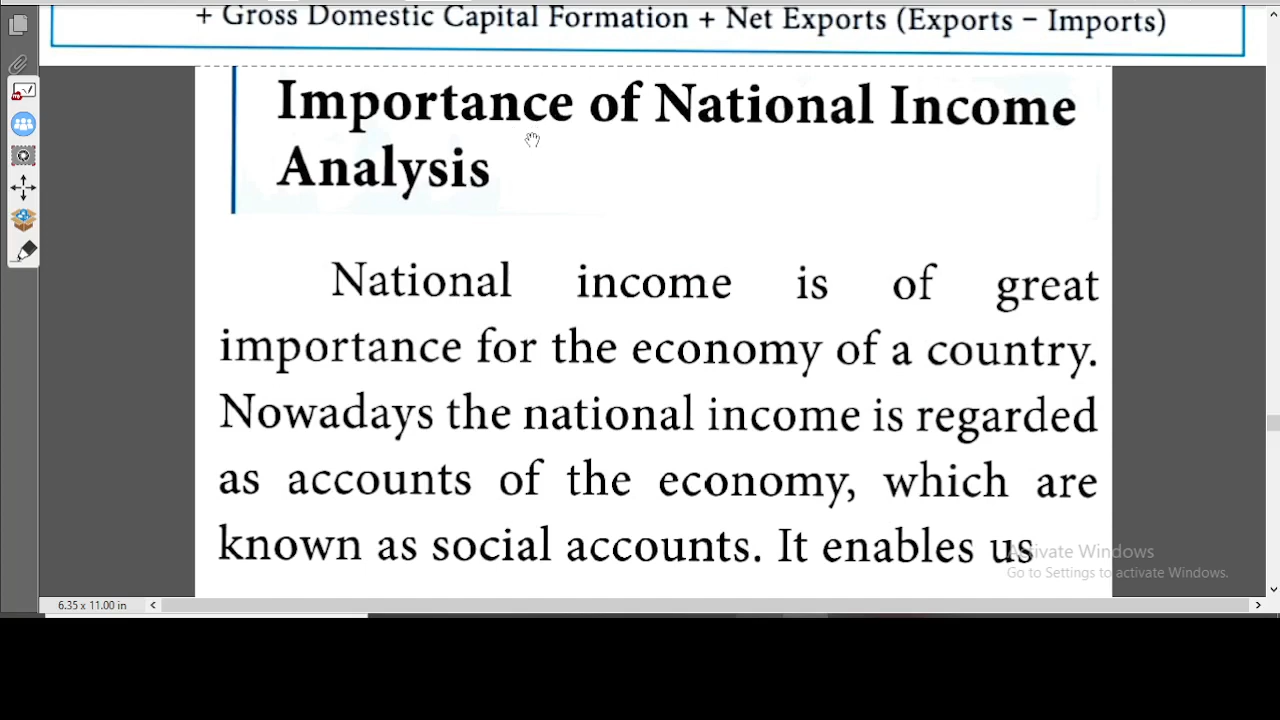 + Gross Domestic Capital Formation + Net Exports (Exports − Imports)
Importance of National Income
Analysis
National income is of great
importance for the economy of a country.
Nowadays the national income is regarded
as accounts of the economy, which are
known as social accounts. It enables us
Activate Windows
Go to Settings to activate Windows.
6.35 x 11.00 in